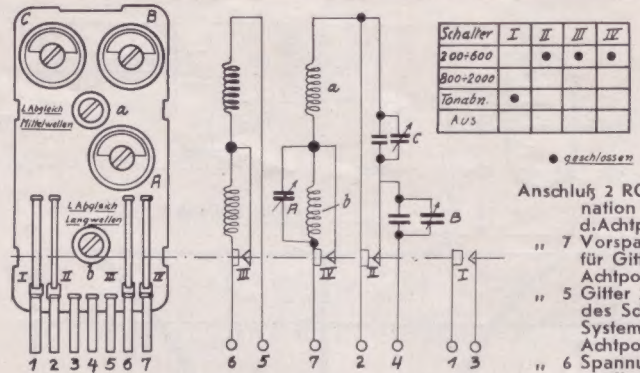 C B
L Abgleich
Mittelwellen
a
A
L Abgleich
Langwellen
b
I II III IV
1 2 3 4 5 6 7
a
A b
C
B
III IV II I
6 5 7 2 4 1 3
Schalter I II III IV
200÷600 ● ● ●
800÷2000
Tonabn. ●
Aus
● geschlossen
Anschluß 2 RC
nation
d.Achtp
„ 7 Vorspa
für Gitt
Achtpo
„ 5 Gitter
des Sc
System
Achtpo
„ 6 Spannu